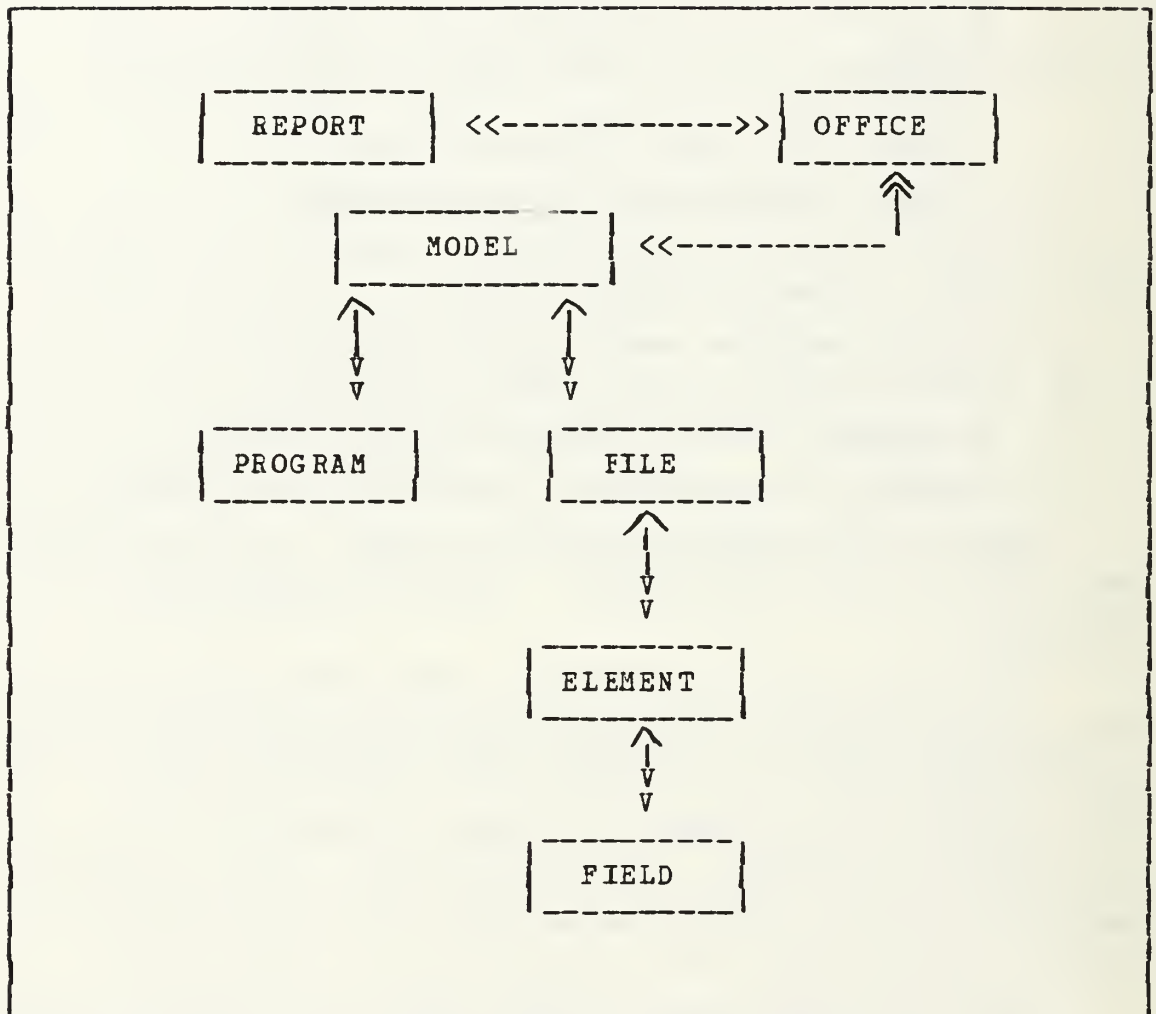 REPORT <<------------->> OFFICE
MODEL <<-----------
PROGRAM FILE
ELEMENT
FIELD